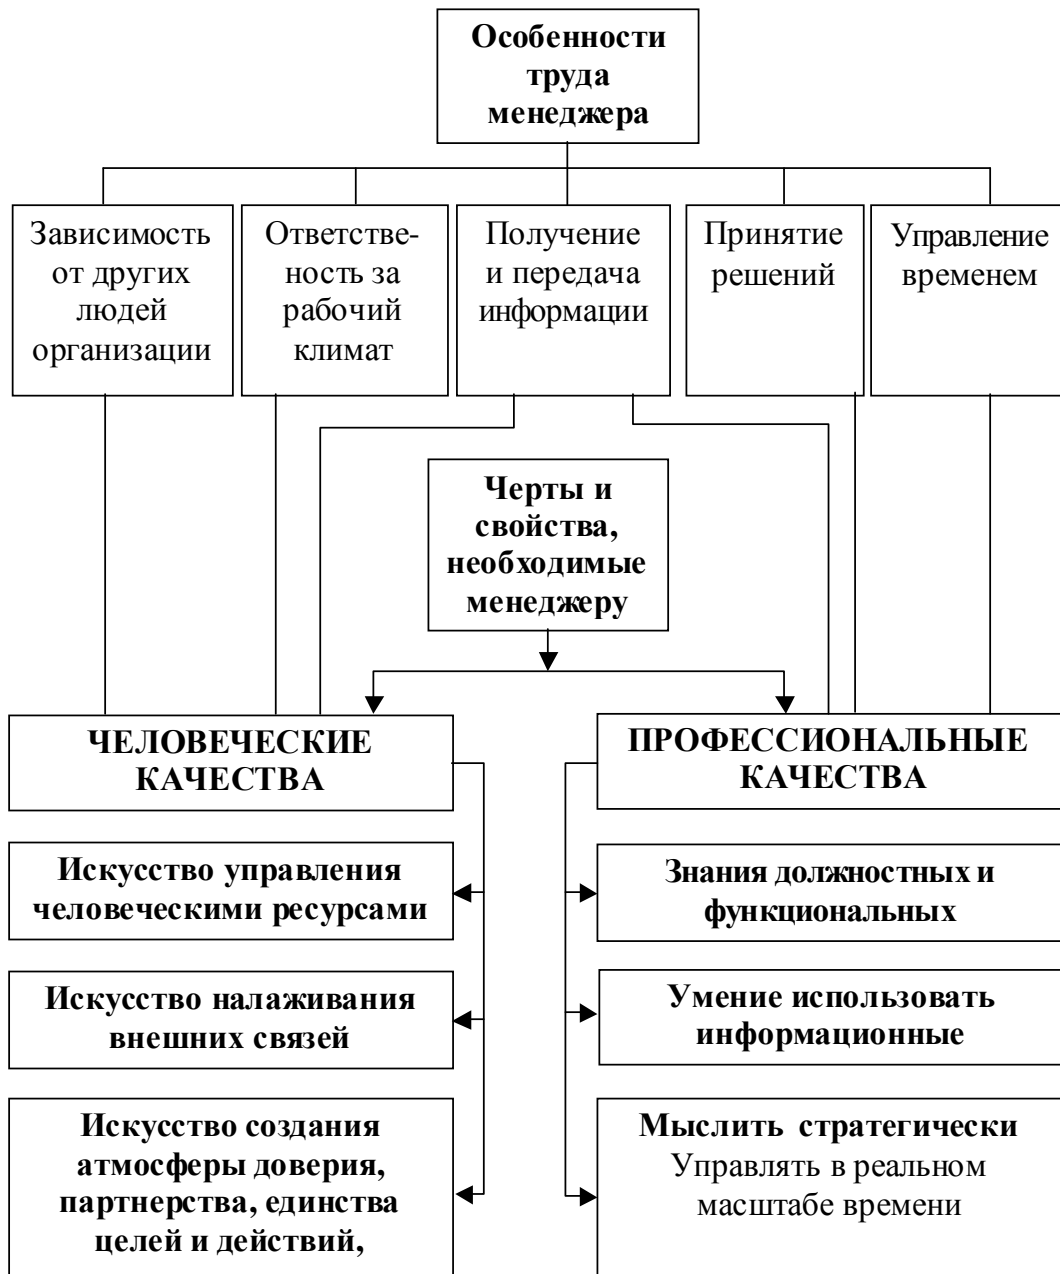 Особенности
труда
менеджера
Зависимость
от других
людей
организации
Ответстве-
ность за
рабочий
климат
Получение
и передача
информации
Принятие
решений
Управление
временем
Черты и
свойства,
необходимые
менеджеру
ЧЕЛОВЕЧЕСКИЕ
КАЧЕСТВА
ПРОФЕССИОНАЛЬНЫЕ
КАЧЕСТВА
Искусство управления
человеческими ресурсами
Знания должностных и
функциональных
Искусство налаживания
внешних связей
Умение использовать
информационные
Искусство создания
атмосферы доверия,
партнерства, единства
целей и действий,
Мыслить стратегически
Управлять в реальном
масштабе времени